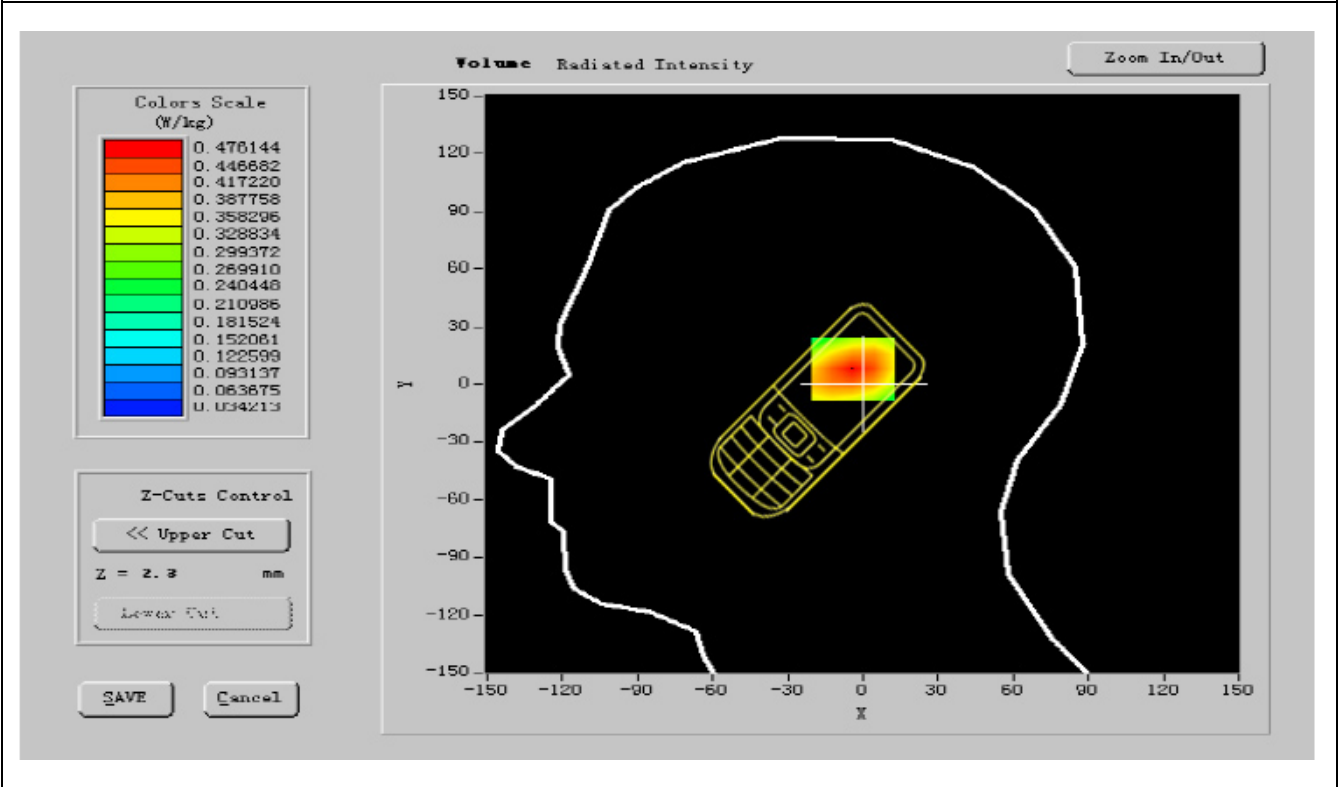 Volume Radiated Intensity
Zoom In/Out
Colors Scale
(W/kg)
0.476144
0.446682
0.417220
0.387758
0.358296
0.328834
0.299372
0.269910
0.240448
0.210986
0.181524
0.152061
0.122599
0.093137
0.063675
0.034213
Z-Cuts Control
<< Upper Cut
Z = 2.3 mm
Lower Cut
SAVE
Cancel
150
120
90
60
30
0
-30
-60
-90
-120
-150
Y
-150 -120 -90 -60 -30 0 30 60 90 120 150
X